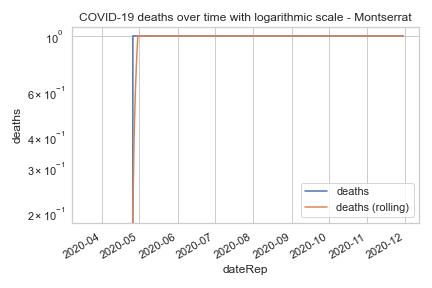 COVID-19 deaths over time with logarithmic scale - Montserrat
10⁰
6 × 10⁻¹
4 × 10⁻¹
3 × 10⁻¹
2 × 10⁻¹
deaths
deaths
deaths (rolling)
2020-04
2020-05
2020-06
2020-07
2020-08
2020-09
2020-10
2020-11
2020-12
dateRep